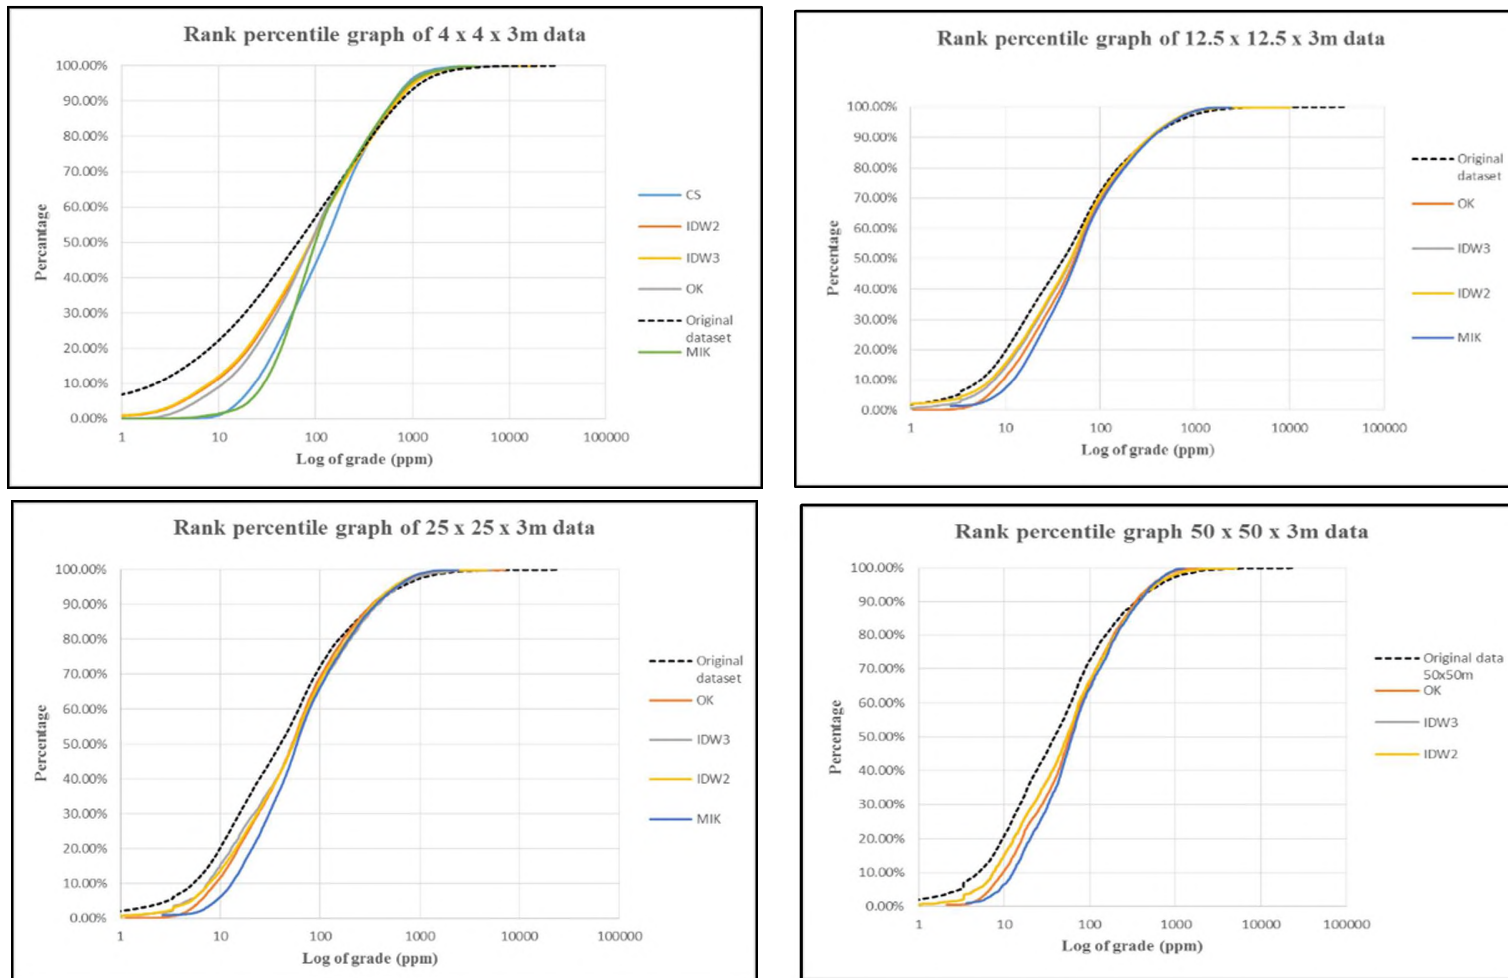 Rank percentile graph of 4 x 4 x 3m data
100.00%
90.00%
80.00%
70.00%
60.00%
50.00%
40.00%
30.00%
20.00%
10.00%
0.00%
Percantage
1 10 100 1000 10000 100000
Log of grade (ppm)
CS
IDW2
IDW3
OK
Original
dataset
MIK
Rank percentile graph of 12.5 x 12.5 x 3m data
100.00%
90.00%
80.00%
70.00%
60.00%
50.00%
40.00%
30.00%
20.00%
10.00%
0.00%
Percentage
1 10 100 1000 10000 100000
Log of grade (ppm)
Original
dataset
OK
IDW3
IDW2
MIK
Rank percentile graph of 25 x 25 x 3m data
100.00%
90.00%
80.00%
70.00%
60.00%
50.00%
40.00%
30.00%
20.00%
10.00%
0.00%
Percentage
1 10 100 1000 10000 100000
Log of grade (ppm)
Original
dataset
OK
IDW3
IDW2
MIK
Rank percentile graph 50 x 50 x 3m data
100.00%
90.00%
80.00%
70.00%
60.00%
50.00%
40.00%
30.00%
20.00%
10.00%
0.00%
Percentage
1 10 100 1000 10000 100000
Log of grade (ppm)
Original data
50x50m
OK
IDW3
IDW2